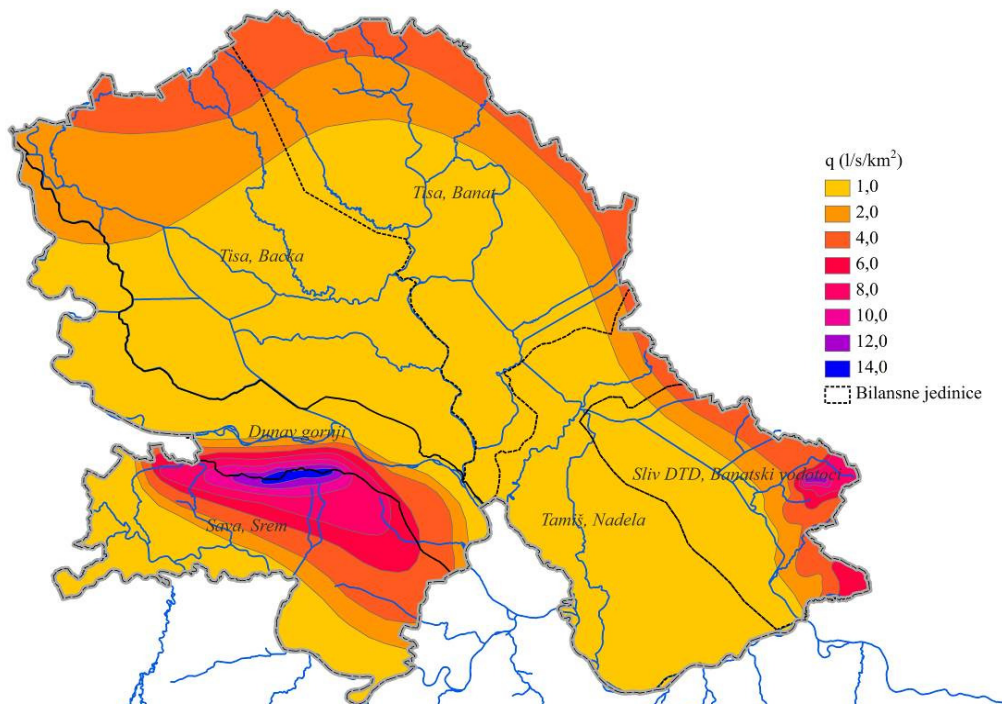 q (l/s/km²)
1,0
2,0
4,0
6,0
8,0
10,0
12,0
14,0
Bilansne jedinice
Tisa, Banat
Tisa, Backa
Dunav gornji
Sliv DTD, Banatski vodotoci
Sava, Srem
Tamiš, Nadela